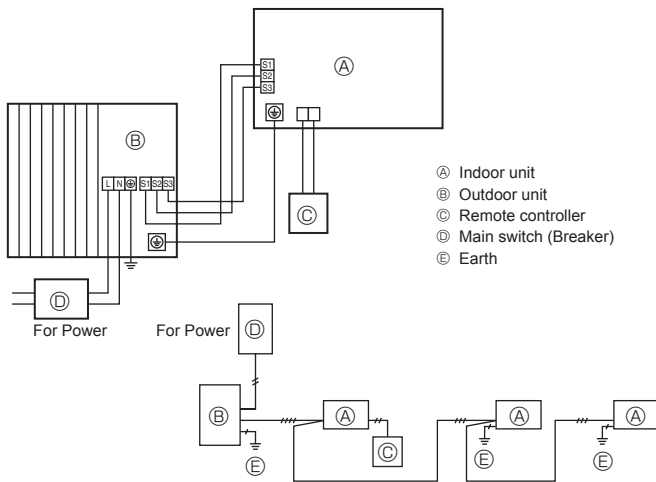 S1
S2
S3
Ⓐ
Ⓑ
L N S1 S2 S3
Ⓒ
Ⓐ Indoor unit
Ⓑ Outdoor unit
Ⓒ Remote controller
Ⓓ Main switch (Breaker)
Ⓔ Earth
Ⓓ
For Power
For Power Ⓓ
Ⓑ Ⓐ Ⓐ Ⓐ
Ⓒ
Ⓔ Ⓔ Ⓔ